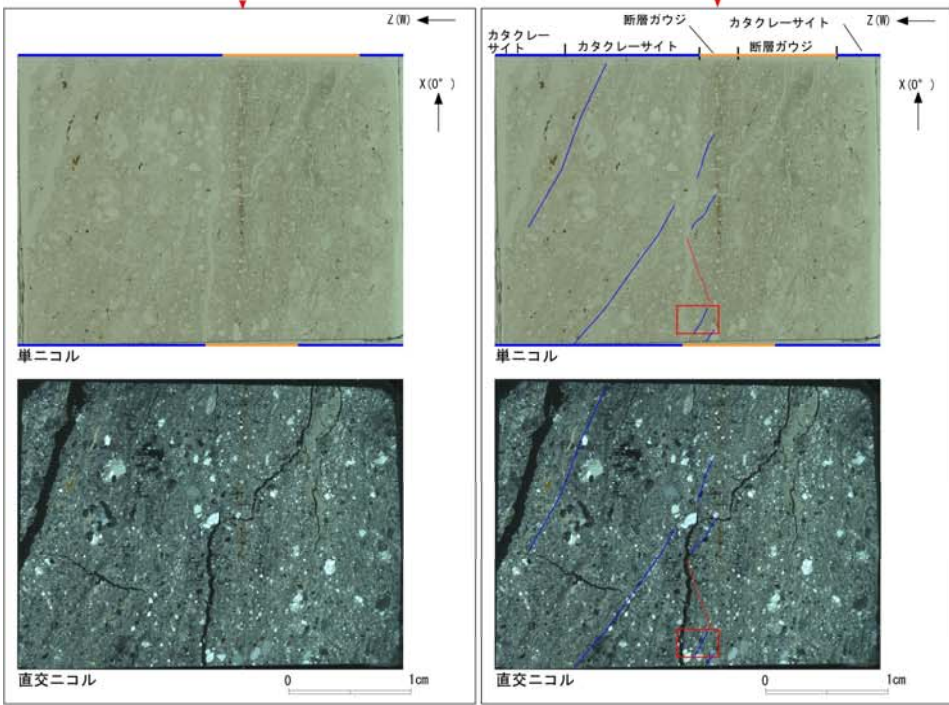 Z(W)
X(0°)
単ニコル
直交ニコル
0 1cm
断層ガウジ
カタクレーサイト
Z(W)
カタクレー
サイト
カタクレーサイト
断層ガウジ
X(0°)
単ニコル
直交ニコル
0 1cm